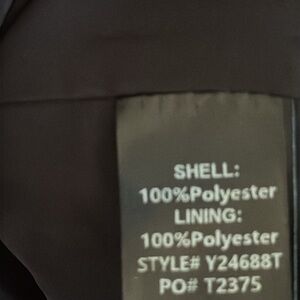 SHELL:
100%Polyester
LINING:
100%Polyester
STYLE# Y24688T
PO# T2375